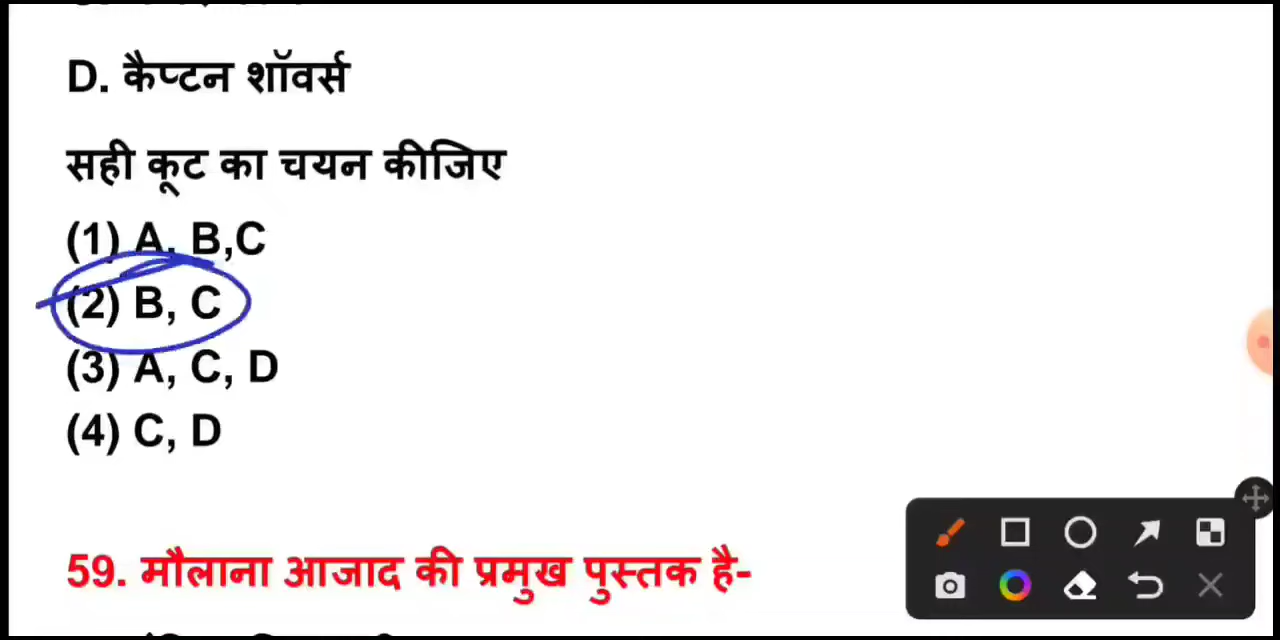 D. कैप्टन शॉवर्स
सही कूट का चयन कीजिए
(1) A, B,C
(2) B, C
(3) A, C, D
(4) C, D
59. मौलाना आजाद की प्रमुख पुस्तक है-